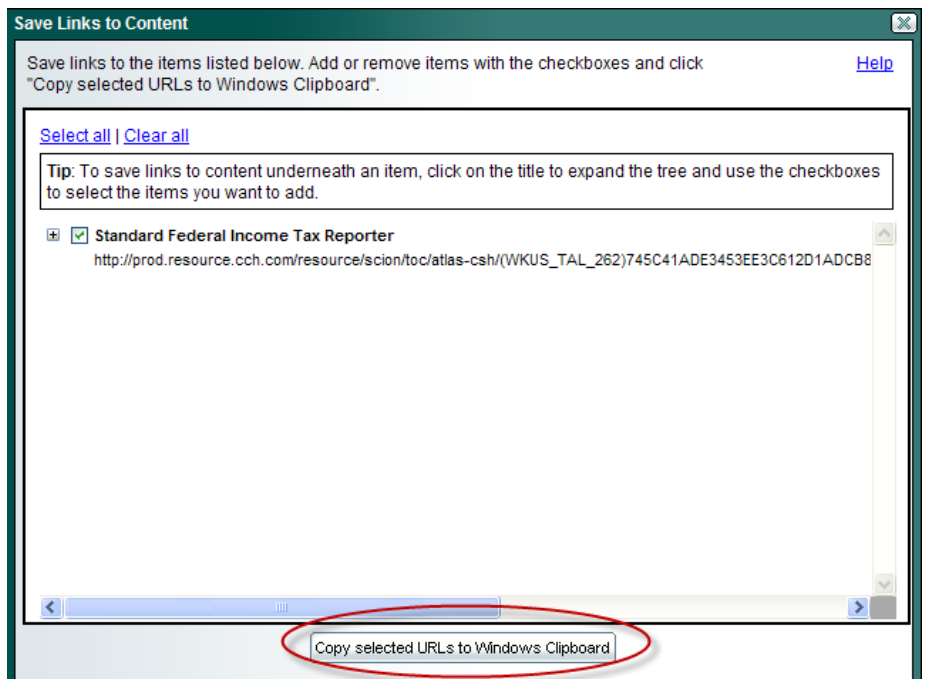 Save Links to Content
Save links to the items listed below. Add or remove items with the checkboxes and click
Help
"Copy selected URLs to Windows Clipboard".
Select all | Clear all
Tip: To save links to content underneath an item, click on the title to expand the tree and use the checkboxes
to select the items you want to add.
Standard Federal Income Tax Reporter
http://prod.resource.cch.com/resource/scion/toc/atlas-csh/(WKUS_TAL_262)745C41ADE3453EE3C612D1ADCB8
Copy selected URLs to Windows Clipboard